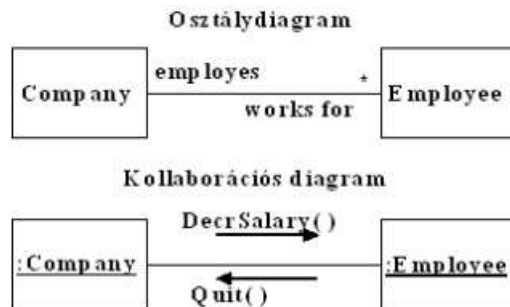 Osztálydiagram
employes *
Company Employee
works for
Kollaborációs diagram
DecrSalary()
:Company :Employee
Quit()